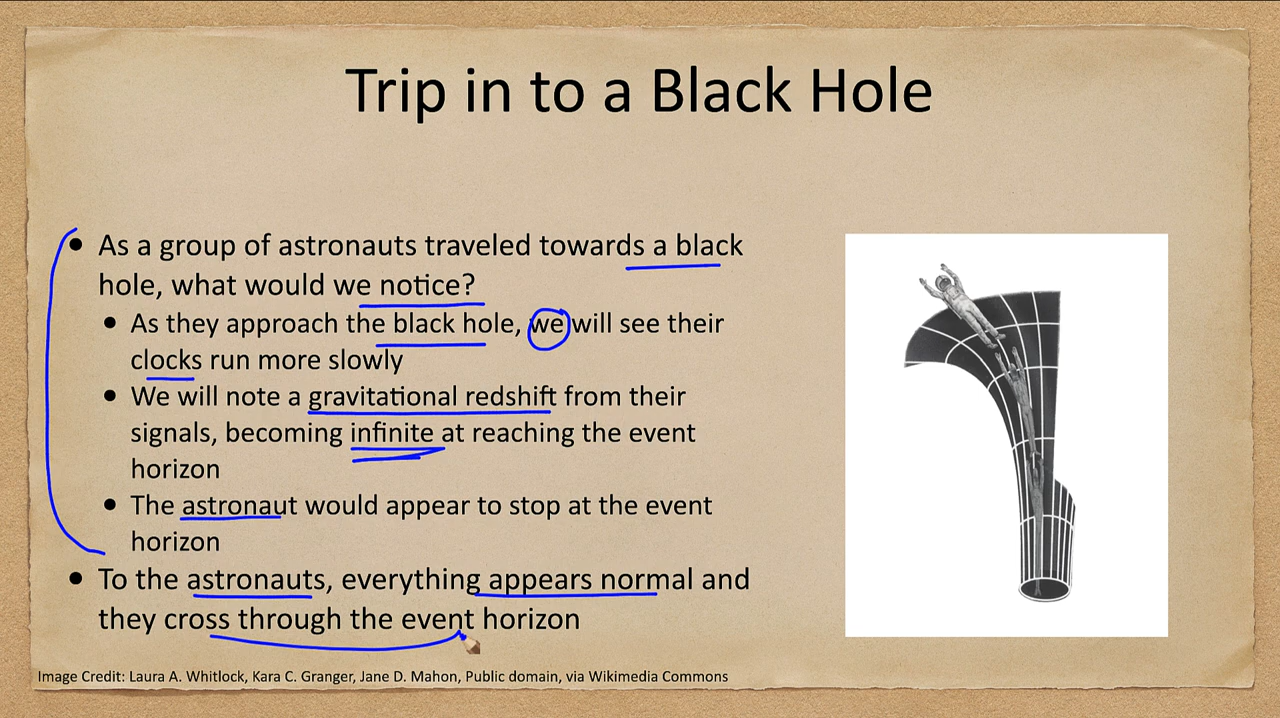 Trip in to a Black Hole
• As a group of astronauts traveled towards a black
hole, what would we notice?
• As they approach the black hole, we will see their
clocks run more slowly
• We will note a gravitational redshift from their
signals, becoming infinite at reaching the event
horizon
• The astronaut would appear to stop at the event
horizon
• To the astronauts, everything appears normal and
they cross through the event horizon
Image Credit: Laura A. Whitlock, Kara C. Granger, Jane D. Mahon, Public domain, via Wikimedia Commons